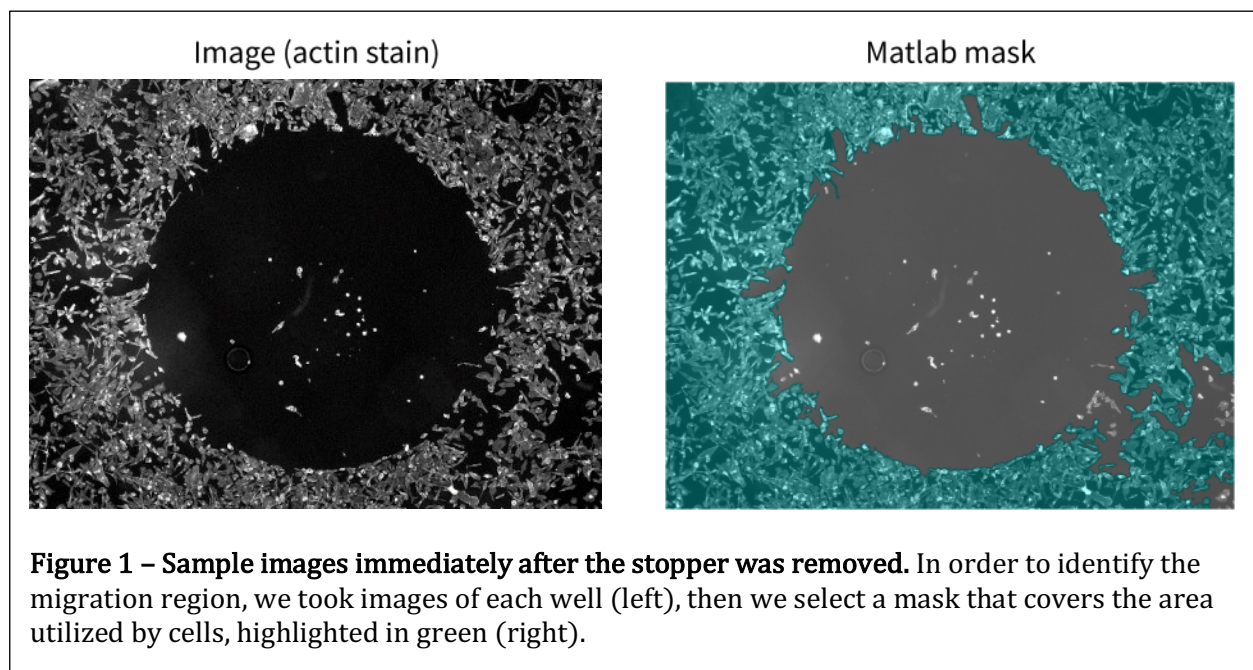 Image (actin stain)
Matlab mask
Figure 1 – Sample images immediately after the stopper was removed. In order to identify the
migration region, we took images of each well (left), then we select a mask that covers the area
utilized by cells, highlighted in green (right).